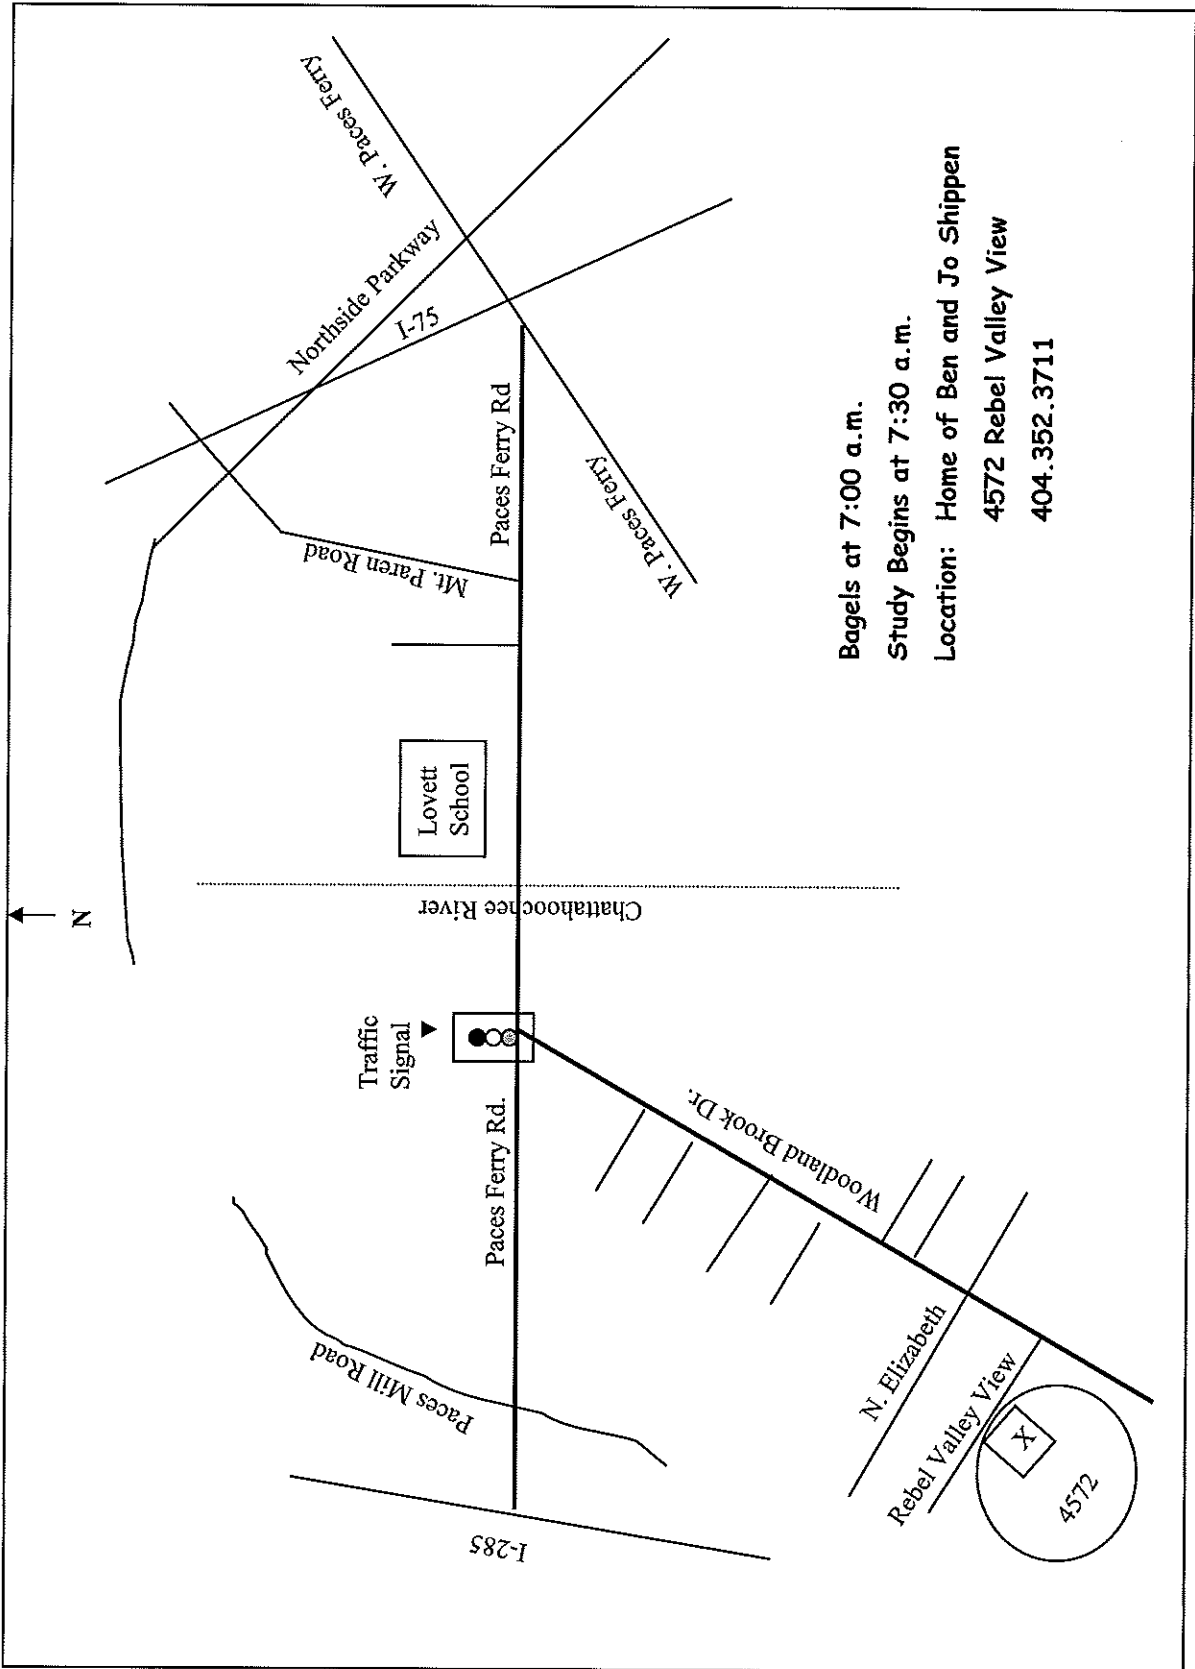 N
W. Paces Ferry
Northside Parkway
I-75
Mt. Paren Road
Paces Ferry Rd
W. Paces Ferry
Lovett
School
Chattahoochee River
Traffic
Signal
Paces Ferry Rd.
Paces Mill Road
I-285
Woodland Brook Dr.
N. Elizabeth
Rebel Valley View
X
4572
Bagels at 7:00 a.m.
Study Begins at 7:30 a.m.
Location: Home of Ben and Jo Shippen
4572 Rebel Valley View
404.352.3711